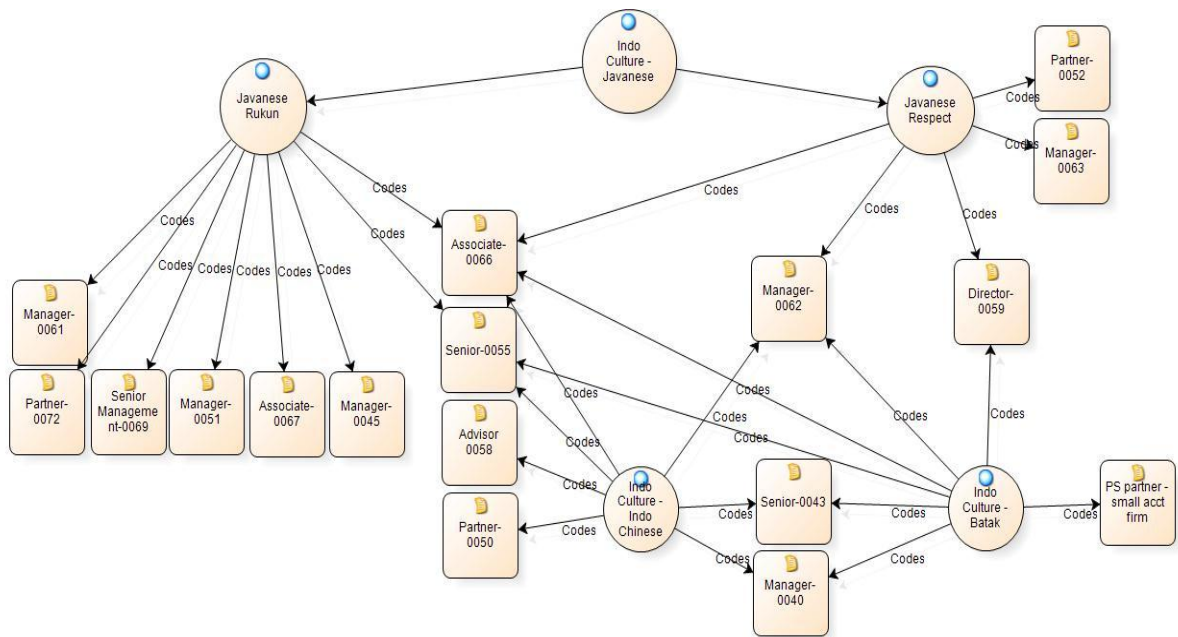 Indo
Culture -
Javanese
Partner-
0052
Javanese
Rukun
Javanese
Respect
Codes
Codes
Manager-
0063
Codes
Codes
Codes
Codes
Codes
Codes
Codes
Codes
Codes
Codes
Codes
Codes
Associate-
0066
Manager-
0062
Director-
0059
Manager-
0061
Senior-0055
Partner-
0072
Senior
Manageme
nt-0069
Manager-
0051
Associate-
0067
Manager-
0045
Codes
Codes
Codes
Codes
Codes
Codes
Codes
Codes
Advisor
0058
Codes
Partner-
0050
Codes
Indo
Culture -
Indo
Chinese
Codes
Senior-0043
Codes
Indo
Culture -
Batak
Codes
PS partner -
small acct
firm
Codes
Codes
Manager-
0040